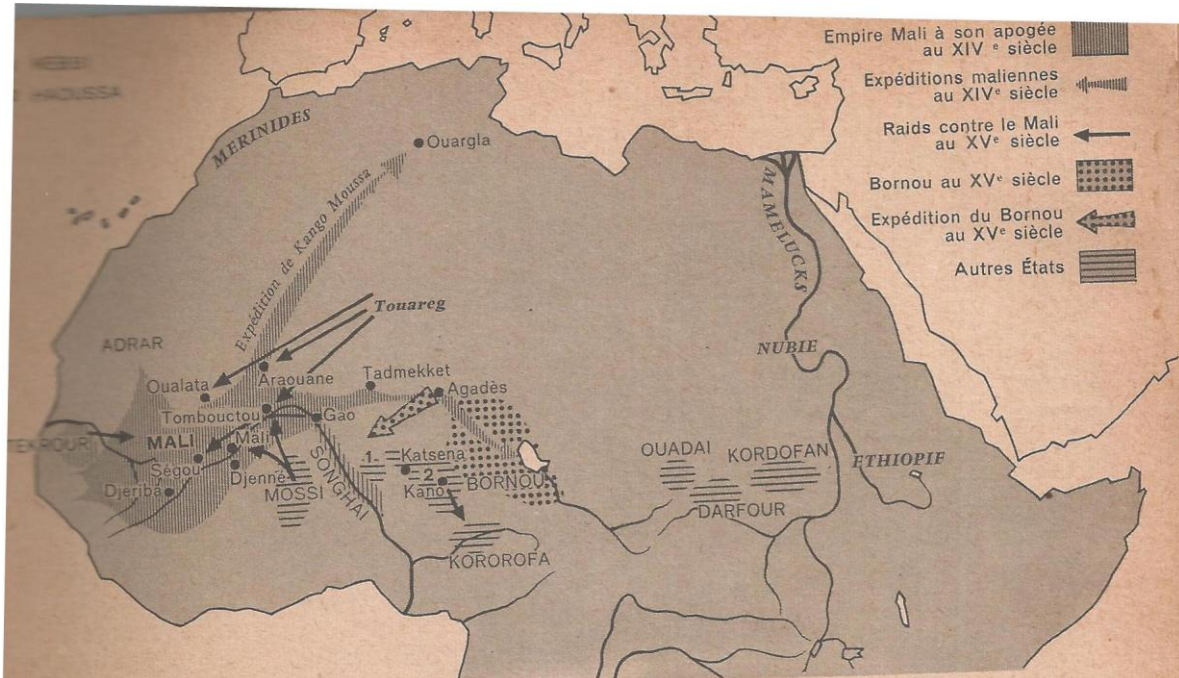 Empire Mali à son apogée
au XIVe siècle
Expéditions maliennes
au XIVe siècle
Raids contre le Mali
au XVe siècle
Bornou au XVe siècle
Expédition du Bornou
au XVe siècle
Autres États
HAOUSSA
MERINIDES
Ouargla
Expédition de Kango Moussa
MAMELUCKS
Touareg
ADRAR
NUBIE
Oualata
Araouane
Tadmekket
Agadès
Tombouctou
Gao
TEKROUR
MALI
Mali
Ségou
Djenné
Djeriba
MOSSI
SONGHAI
1.
Katsena
2
Kano
BORNOU
OUADAI
KORDOFAN
ETHIOPIE
DARFOUR
KOROROFA